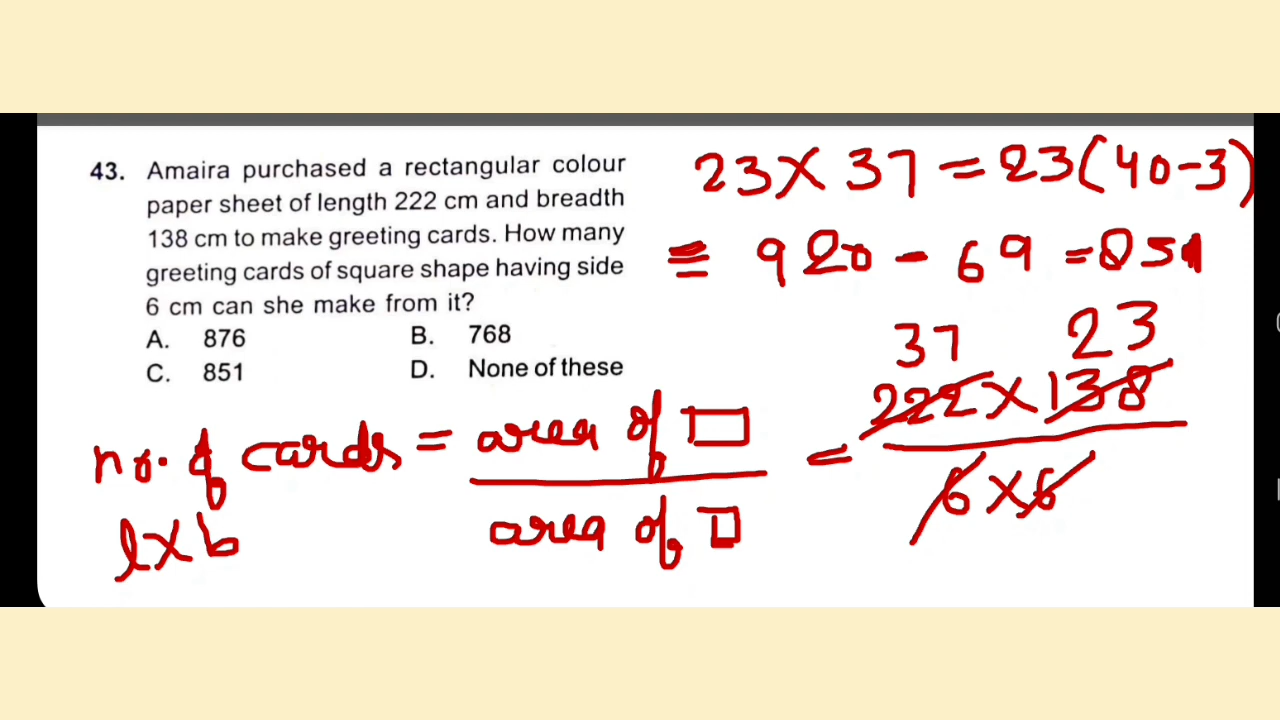 43. Amaira purchased a rectangular colour
paper sheet of length 222 cm and breadth
138 cm to make greeting cards. How many
greeting cards of square shape having side
6 cm can she make from it?
A. 876 B. 768
C. 851 D. None of these
23 X 37 = 23(40-3)
= 920 - 69 = 851
37 23
no. of cards = area of ▭ = 222 X 138
area of □ 6 X 6
l X b